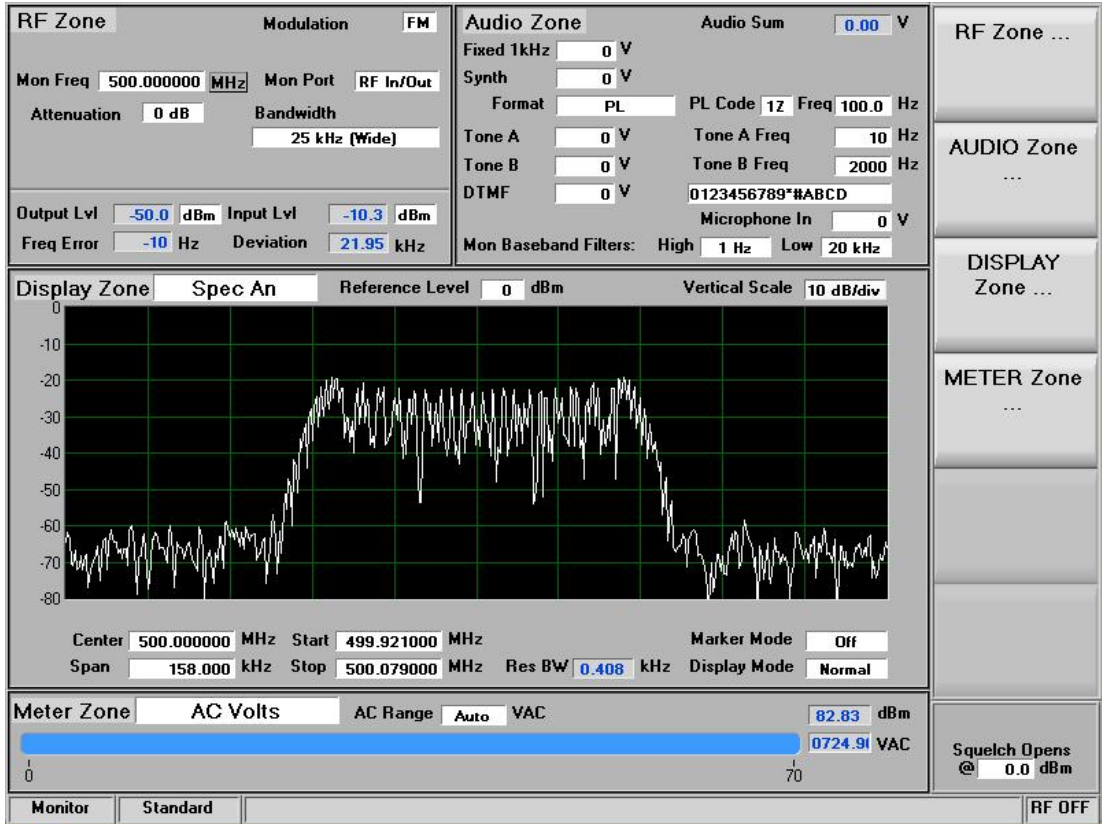 RF Zone
Modulation FM
Mon Freq 500.000000 MHz Mon Port RF In/Out
Attenuation 0 dB Bandwidth
25 kHz (Wide)
Output Lvl -50.0 dBm Input Lvl -10.3 dBm
Freq Error -10 Hz Deviation 21.95 kHz
Audio Zone Audio Sum 0.00 V
Fixed 1kHz 0 V
Synth 0 V
Format PL PL Code 1Z Freq 100.0 Hz
Tone A 0 V Tone A Freq 10 Hz
Tone B 0 V Tone B Freq 2000 Hz
DTMF 0 V 0123456789*#ABCD
Microphone In 0 V
Mon Baseband Filters: High 1 Hz Low 20 kHz
Display Zone Spec An Reference Level 0 dBm Vertical Scale 10 dB/div
0
-10
-20
-30
-40
-50
-60
-70
-80
Center 500.000000 MHz Start 499.921000 MHz Marker Mode Off
Span 158.000 kHz Stop 500.079000 MHz Res BW 0.408 kHz Display Mode Normal
Meter Zone AC Volts AC Range Auto VAC 82.83 dBm
VAC
0 70
Monitor Standard RF OFF
RF Zone ...
AUDIO Zone
...
DISPLAY
Zone ...
METER Zone
...
Squelch Opens
@ 0.0 dBm